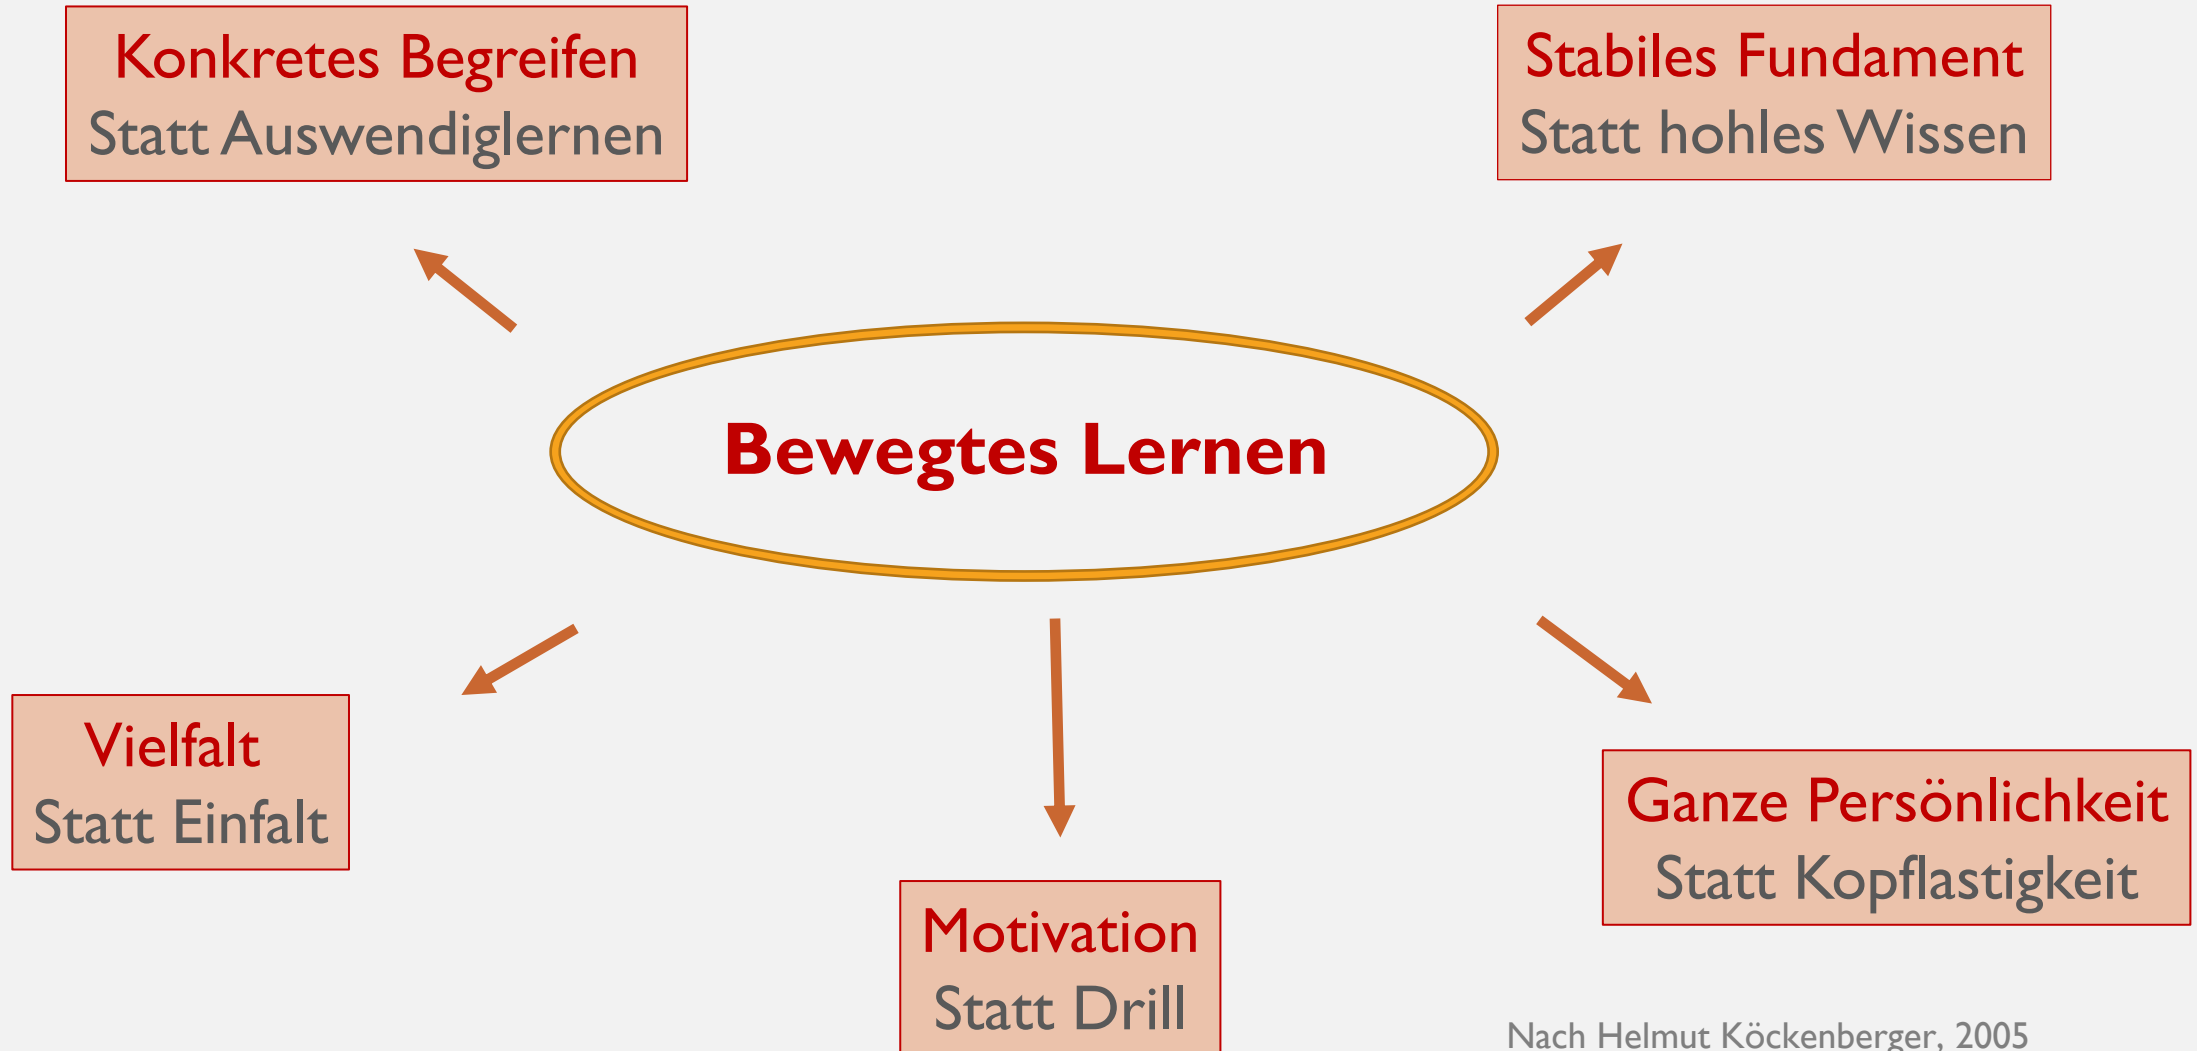 Konkretes Begreifen
Statt Auswendiglernen
Stabiles Fundament
Statt hohles Wissen
Bewegtes Lernen
Vielfalt
Statt Einfalt
Motivation
Statt Drill
Ganze Persönlichkeit
Statt Kopflastigkeit
Nach Helmut Köckenberger, 2005